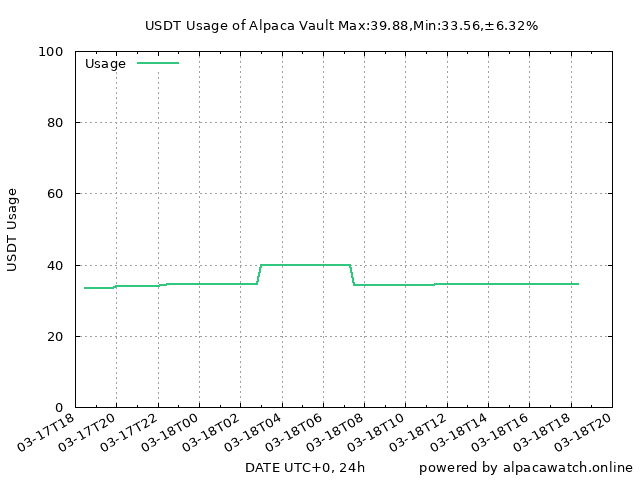 USDT Usage of Alpaca Vault Max:39.88,Min:33.56,±6.32%
Usage
100
80
60
40
20
0
USDT Usage
03-17T18
03-17T20
03-17T22
03-18T00
03-18T02
03-18T04
03-18T06
03-18T08
03-18T10
03-18T12
03-18T14
03-18T16
03-18T18
03-18T20
DATE UTC+0, 24h
powered by alpacawatch.online